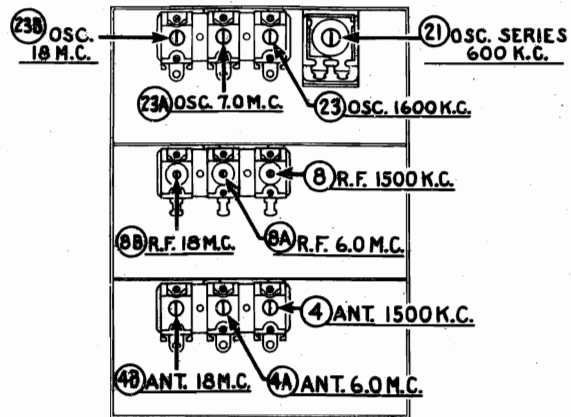 23B OSC.
18 M.C.
21 OSC. SERIES
600 K.C.
23A OSC. 7.0 M.C.
23 OSC. 1600 K.C.
8 R.F. 1500 K.C.
8B R.F. 18 M.C.
8A R.F. 6.0 M.C.
4 ANT. 1500 K.C.
4B ANT. 18 M.C.
4A ANT. 6.0 M.C.